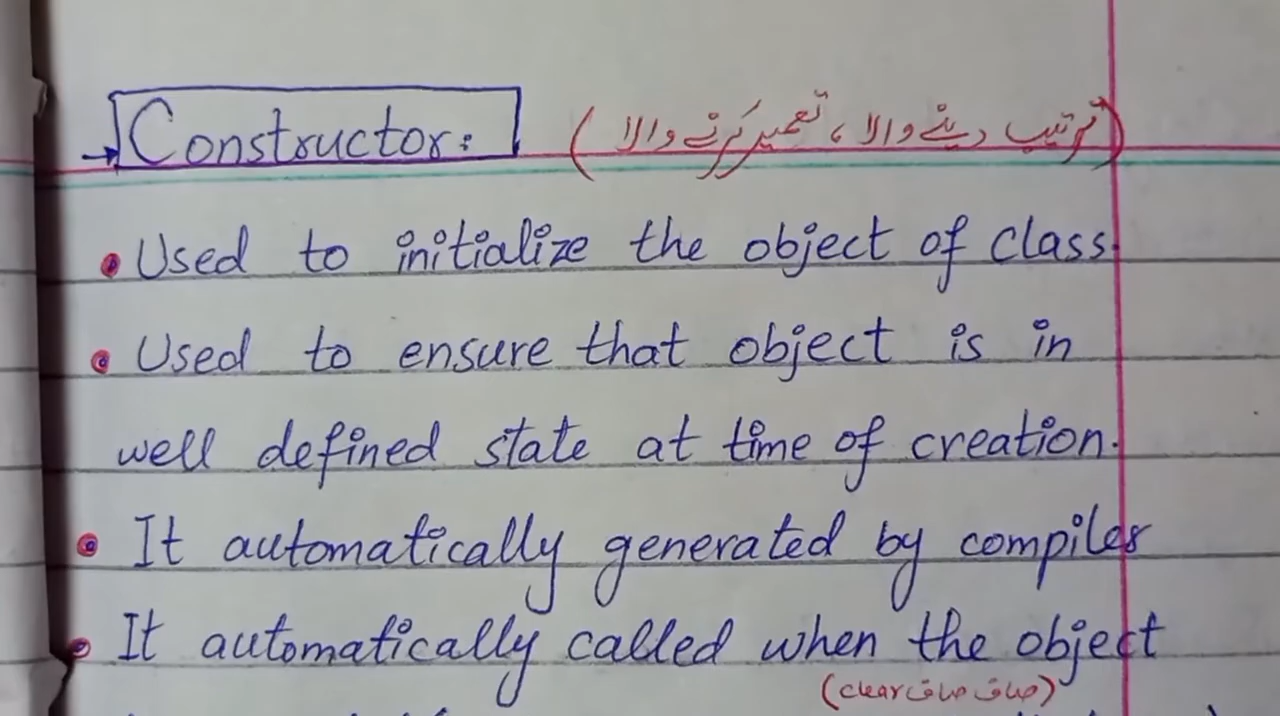 → Constructor: (ترتیب دینے والا، تعمیر کرنے والا)
• Used to initialize the object of class
• Used to ensure that object is in
well defined state at time of creation.
• It automatically generated by compiler
• It automatically called when the object
(صاف صاف clear)